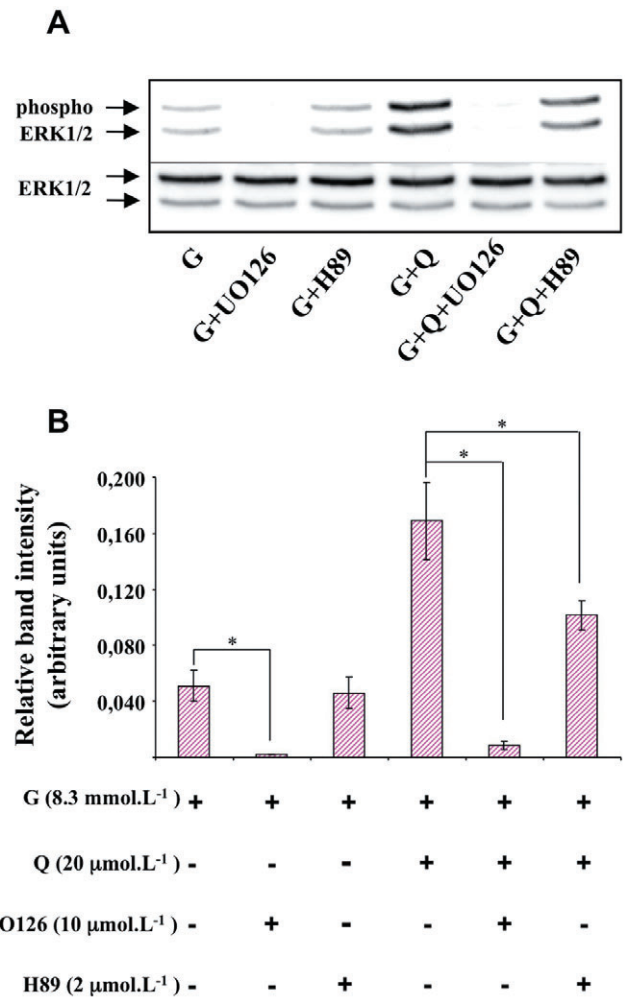 A
phospho
ERK1/2
ERK1/2
G
G+UO126
G+H89
G+Q
G+Q+UO126
G+Q+H89
B
Relative band intensity
(arbitrary units)
0,200
0,160
0,120
0,080
0,040
*
*
*
G (8.3 mmol.L-1 ) + + + + + +
Q (20 μmol.L-1 ) - - - + + +
O126 (10 μmol.L-1 ) - + - - + -
H89 (2 μmol.L-1 ) - - + - - +